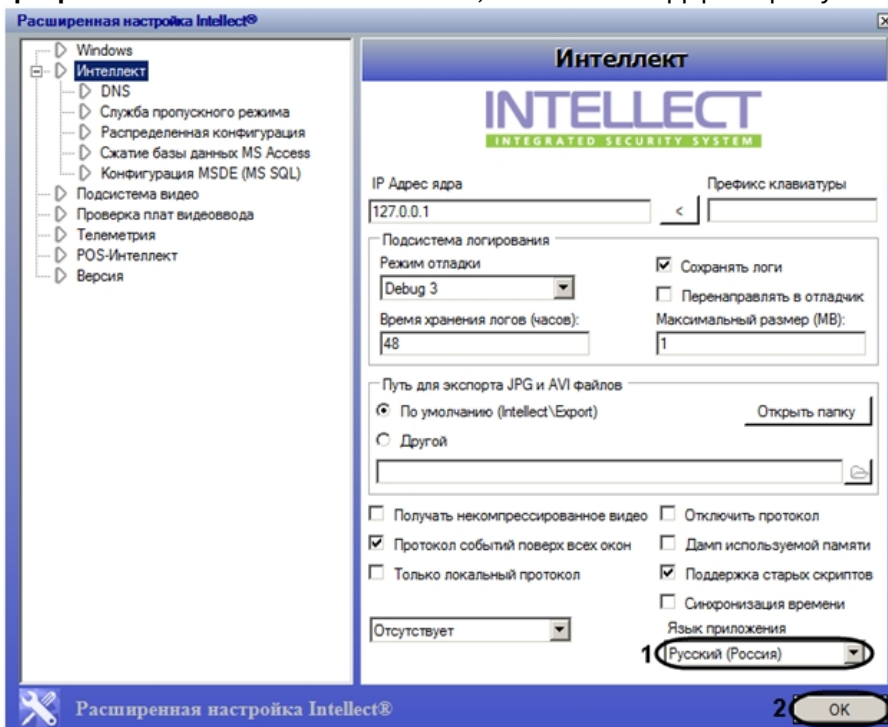 Расширенная настройка Intellect®
Windows
Интеллект
DNS
Служба пропускного режима
Распределенная конфигурация
Сжатие базы данных MS Access
Конфигурация MSDE (MS SQL)
Подсистема видео
Проверка плат видеоввода
Телеметрия
POS-Интеллект
Версия
Интеллект
INTELLECT
INTEGRATED SECURITY SYSTEM
IP Адрес ядра
Префикс клавиатуры
127.0.0.1
<
Подсистема логирования
Режим отладки
Сохранять логи
Debug 3
Перенаправлять в отладчик
Время хранения логов (часов):
Максимальный размер (MB):
48
1
Путь для экспорта JPG и AVI файлов
По умолчанию (Intellect\Export)
Открыть папку
Другой
Получать некомпрессированное видео
Отключить протокол
Протокол событий поверх всех окон
Дамп используемой памяти
Только локальный протокол
Поддержка старых скриптов
Синхронизация времени
Отсутствует
Язык приложения
1
Русский (Россия)
Расширенная настройка Intellect®
2
OK